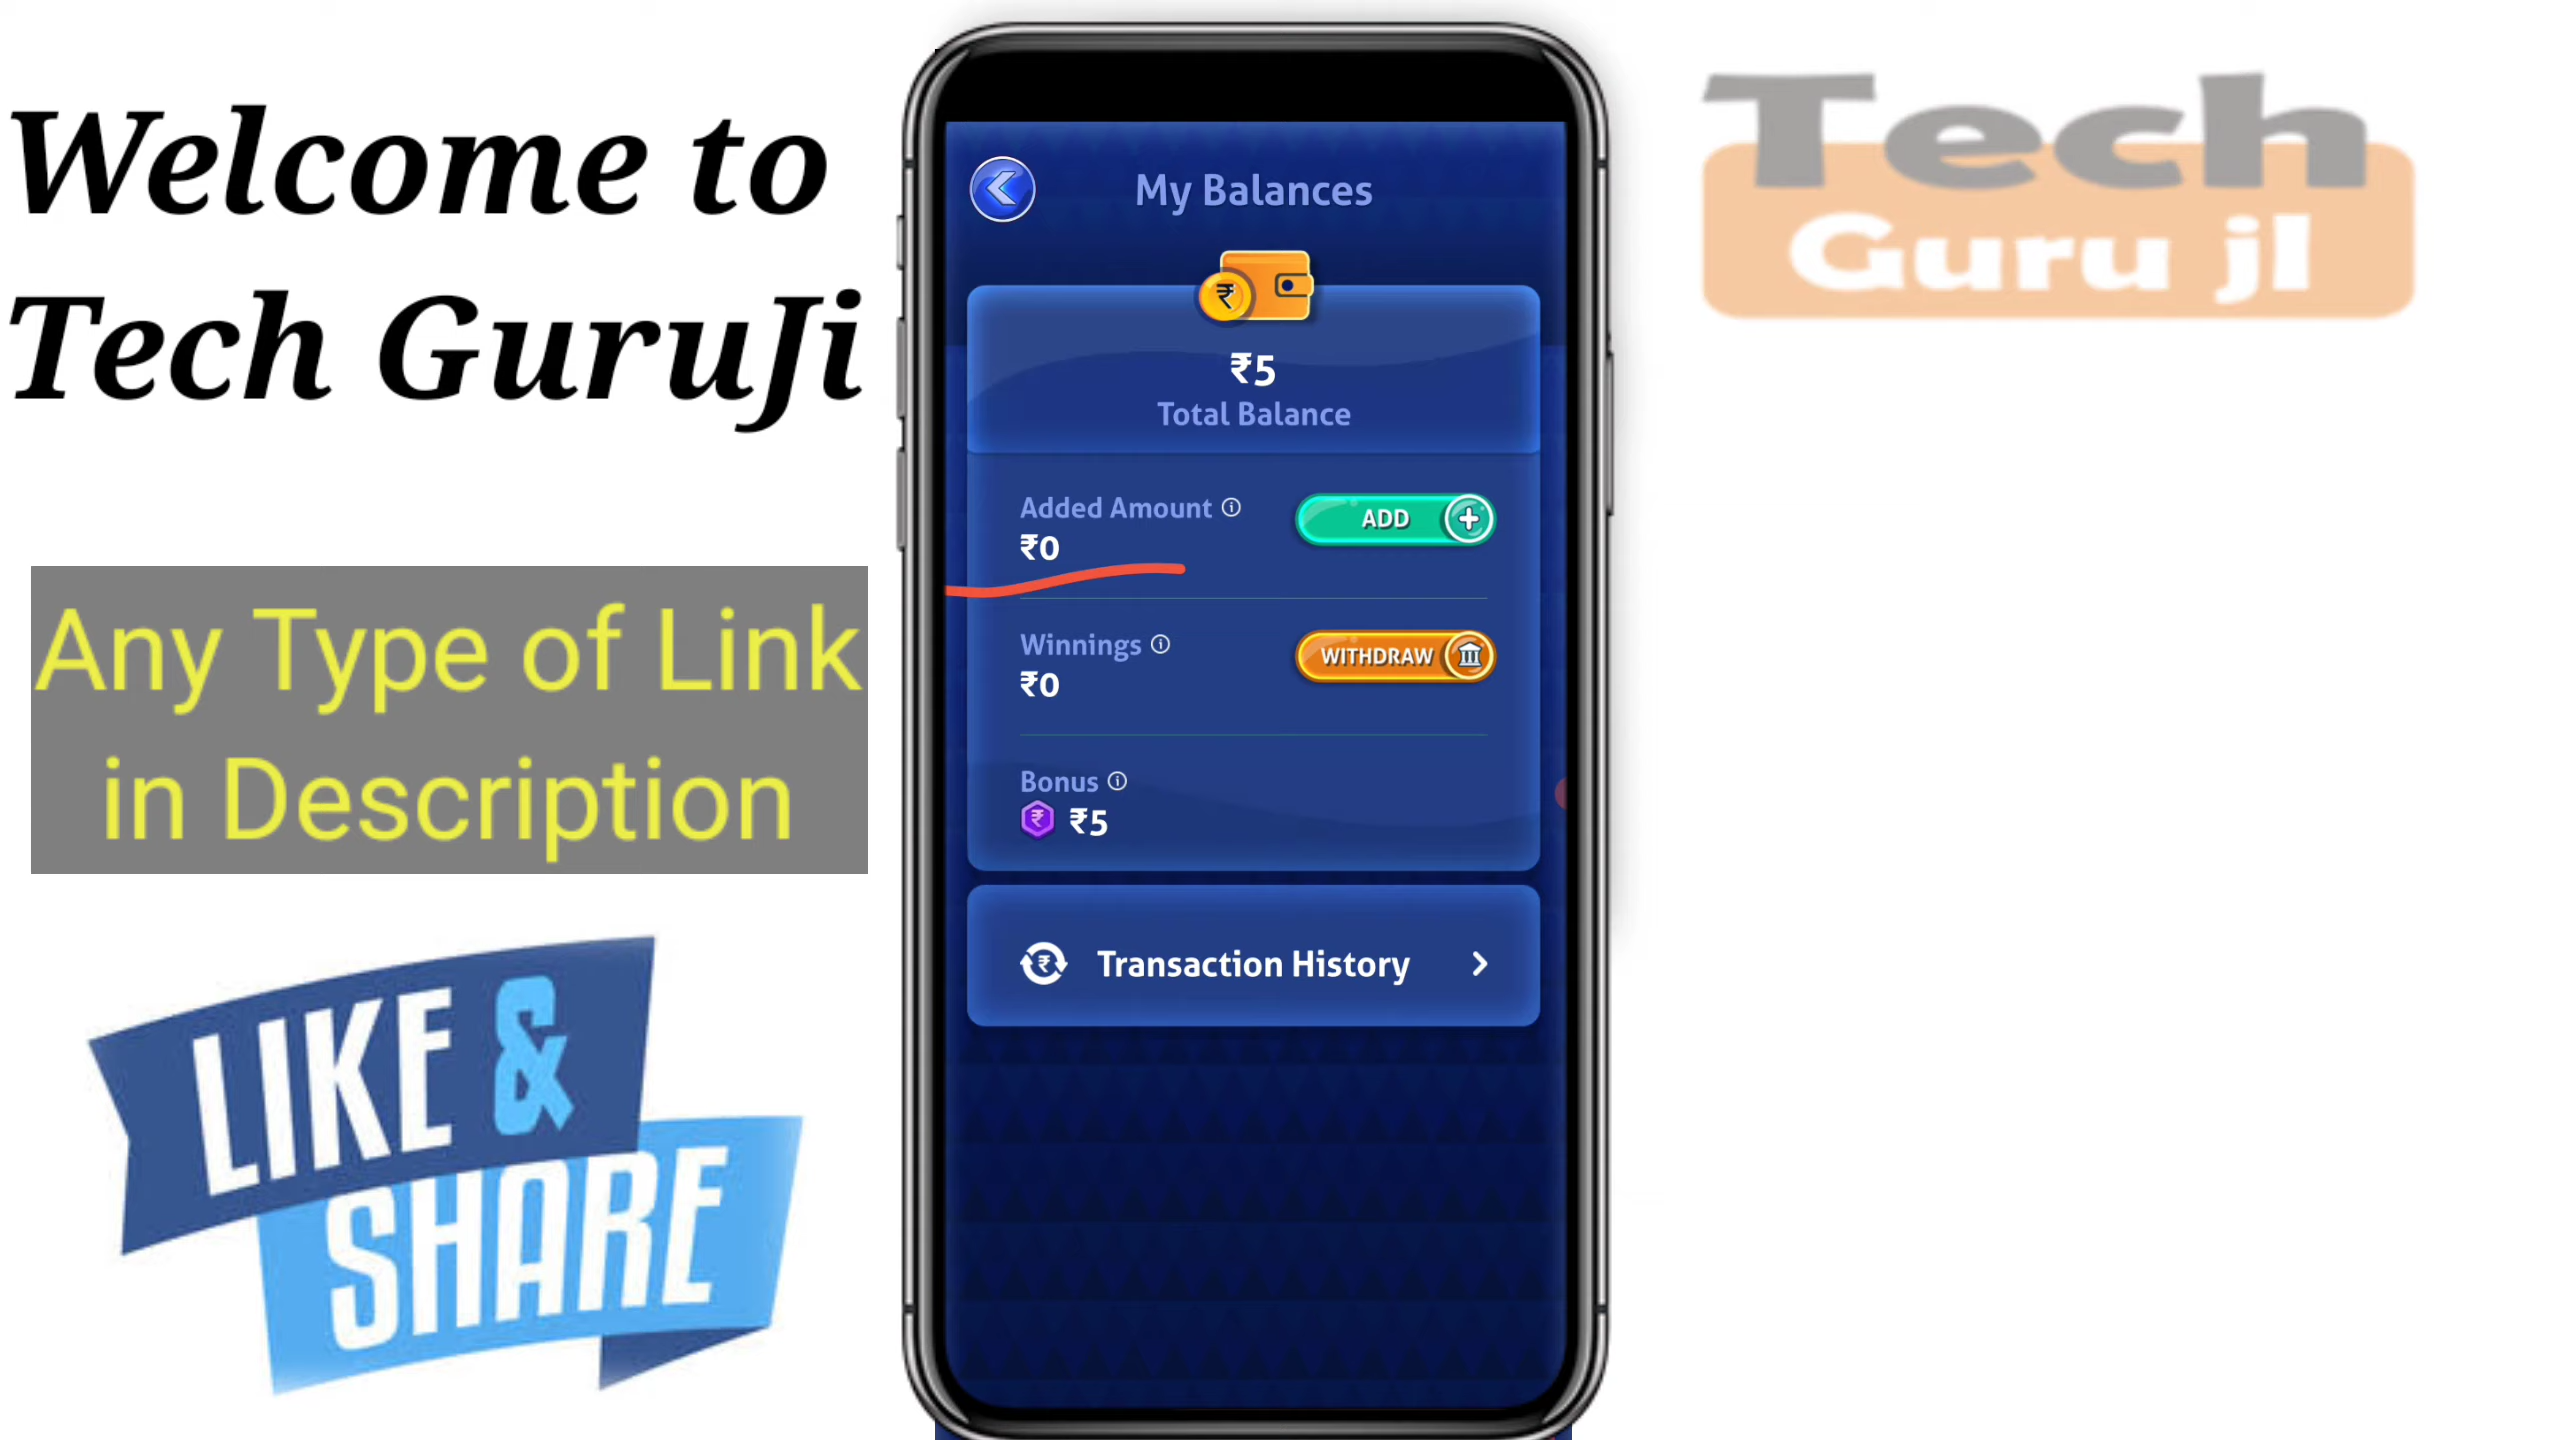 Welcome to
Tech GuruJi
Any Type of Link
in Description
LIKE &
SHARE
My Balances
₹
₹5
Total Balance
Added Amount
₹0
ADD
Winnings
₹0
WITHDRAW
Bonus
₹ ₹5
₹ Transaction History
Tech
Guru jI